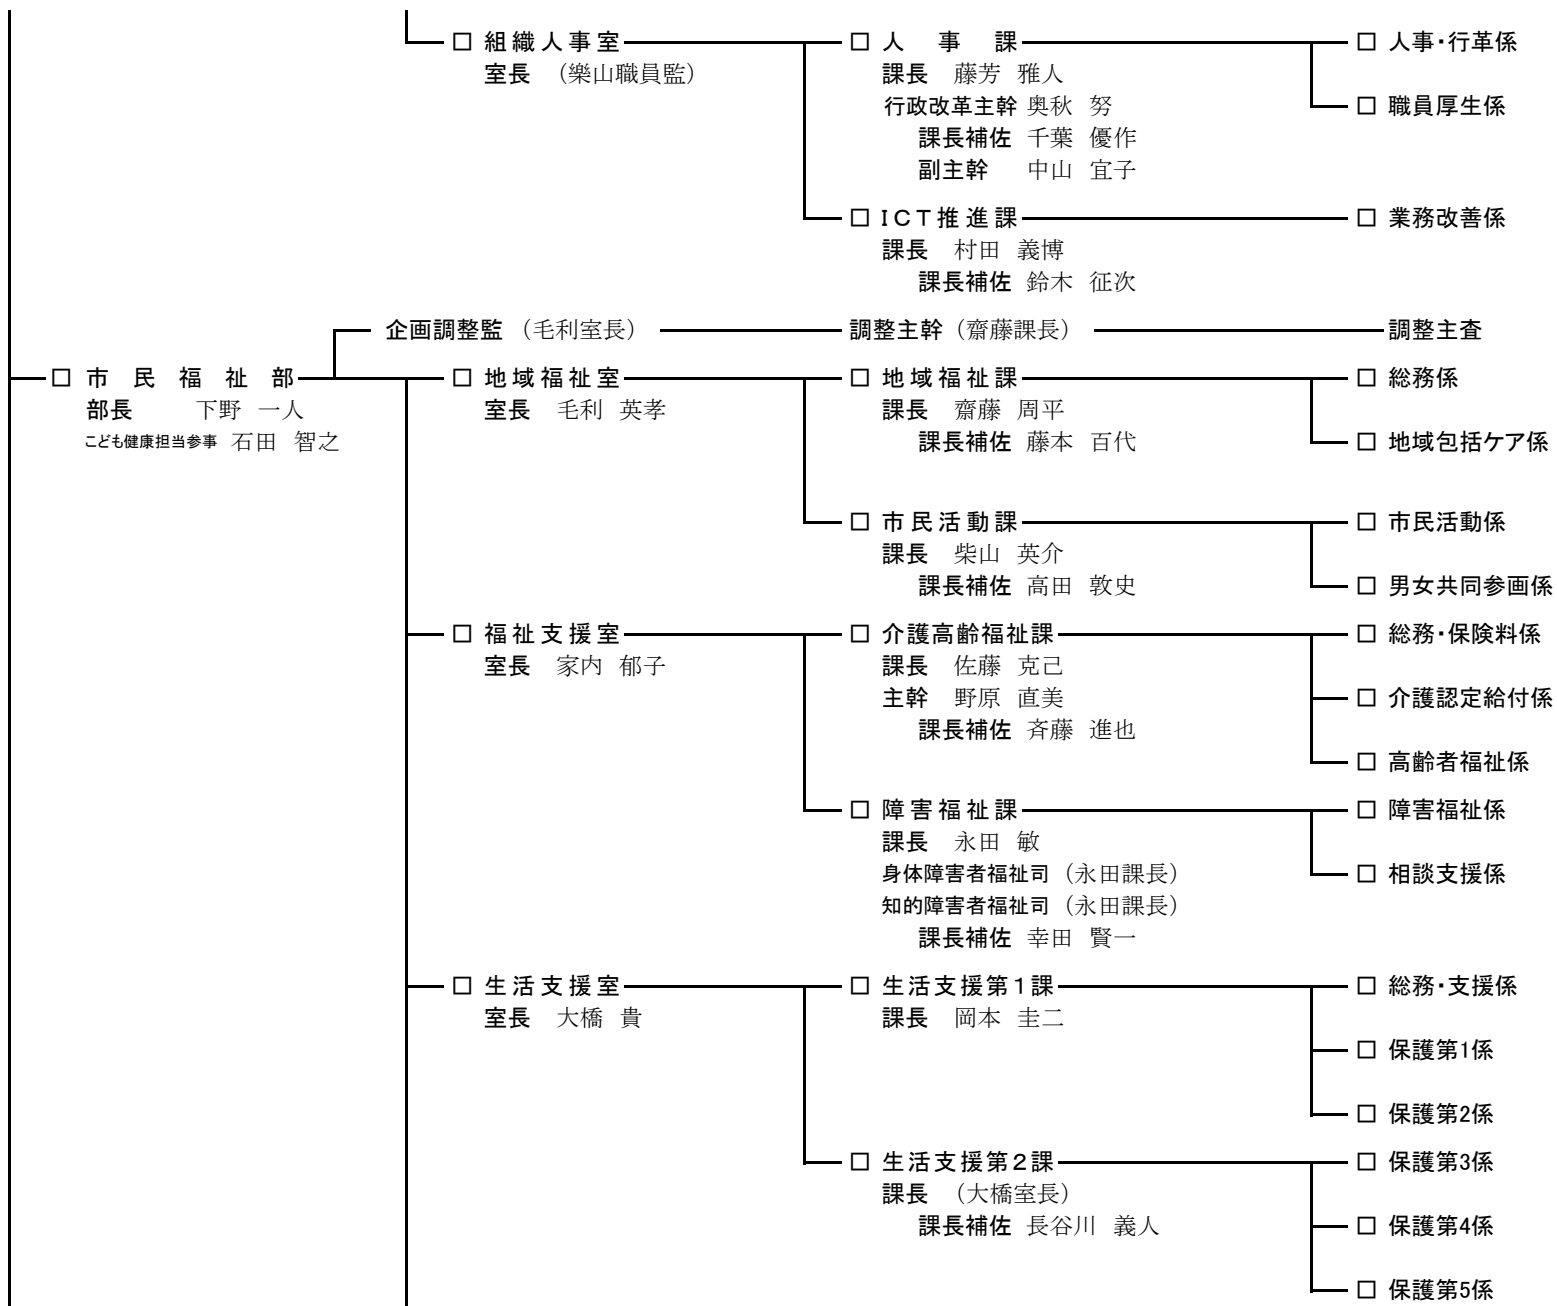 □ 組織人事室 □ 人事課 □ 人事・行革係
室長 （樂山職員監） 課長 藤芳 雅人
行政改革主幹 奥秋 努 □ 職員厚生係
課長補佐 千葉 優作
副主幹 中山 宜子
□ ICT推進課 □ 業務改善係
課長 村田 義博
課長補佐 鈴木 征次
企画調整監 （毛利室長） 調整主幹 （齋藤課長） 調整主査
□ 市民福祉部 □ 地域福祉室 □ 地域福祉課 □ 総務係
部長 下野 一人 室長 毛利 英孝 課長 齋藤 周平
こども健康担当参事 石田 智之 課長補佐 藤本 百代 □ 地域包括ケア係
□ 市民活動課 □ 市民活動係
課長 柴山 英介
課長補佐 高田 敦史 □ 男女共同参画係
□ 福祉支援室 □ 介護高齢福祉課 □ 総務・保険料係
室長 家内 郁子 課長 佐藤 克己
主幹 野原 直美 □ 介護認定給付係
課長補佐 斉藤 進也
□ 高齢者福祉係
□ 障害福祉課 □ 障害福祉係
課長 永田 敏
身体障害者福祉司 （永田課長） □ 相談支援係
知的障害者福祉司 （永田課長）
課長補佐 幸田 賢一
□ 生活支援室 □ 生活支援第1課 □ 総務・支援係
室長 大橋 貴 課長 岡本 圭二
□ 保護第1係
□ 保護第2係
□ 生活支援第2課 □ 保護第3係
課長 （大橋室長）
課長補佐 長谷川 義人 □ 保護第4係
□ 保護第5係